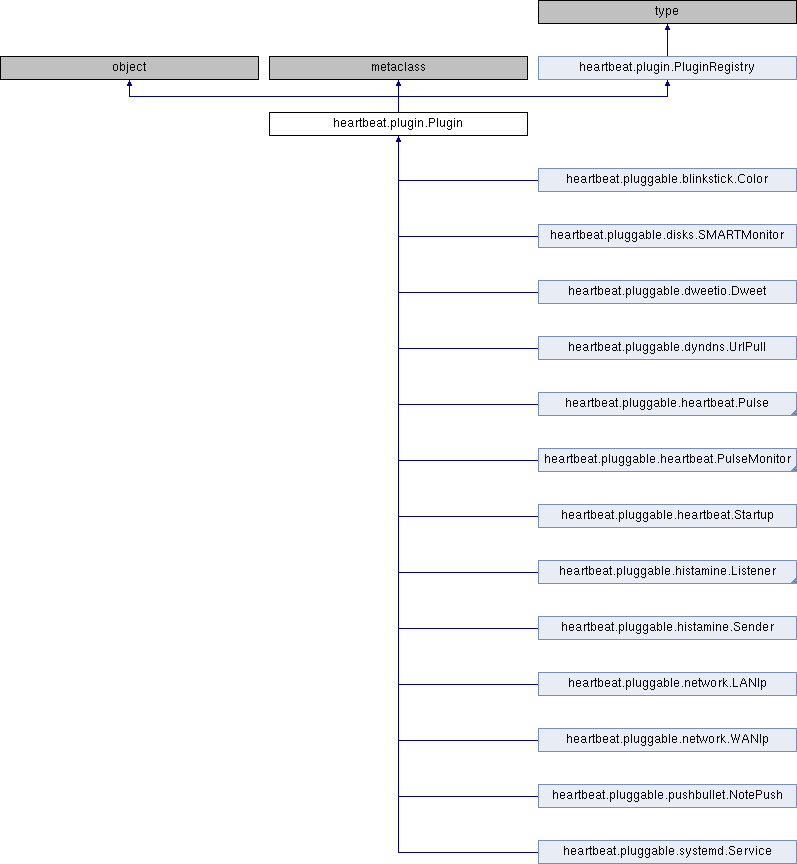 type
object
metaclass
heartbeat.plugin.PluginRegistry
heartbeat.plugin.Plugin
heartbeat.pluggable.blinkstick.Color
heartbeat.pluggable.disks.SMARTMonitor
heartbeat.pluggable.dweetio.Dweet
heartbeat.pluggable.dyndns.UrlPull
heartbeat.pluggable.heartbeat.Pulse
heartbeat.pluggable.heartbeat.PulseMonitor
heartbeat.pluggable.heartbeat.Startup
heartbeat.pluggable.histamine.Listener
heartbeat.pluggable.histamine.Sender
heartbeat.pluggable.network.LANIp
heartbeat.pluggable.network.WANIp
heartbeat.pluggable.pushbullet.NotePush
heartbeat.pluggable.systemd.Service